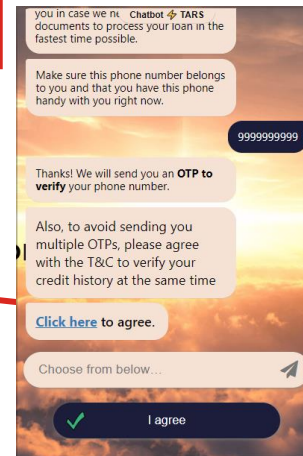 you in case we ne
Chatbot ⚡ TARS
documents to process your loan in the
fastest time possible.
Make sure this phone number belongs
to you and that you have this phone
handy with you right now.
9999999999
Thanks! We will send you an OTP to
verify your phone number.
Also, to avoid sending you
multiple OTPs, please agree
with the T&C to verify your
credit history at the same time
Click here to agree.
Choose from below...
I agree